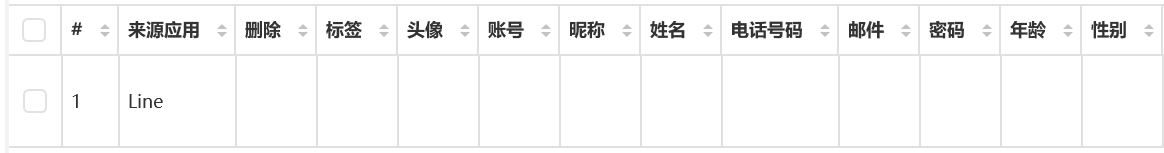 # 来源应用 删除 标签 头像 账号 昵称 姓名 电话号码 邮件 密码 年龄 性别
1 Line